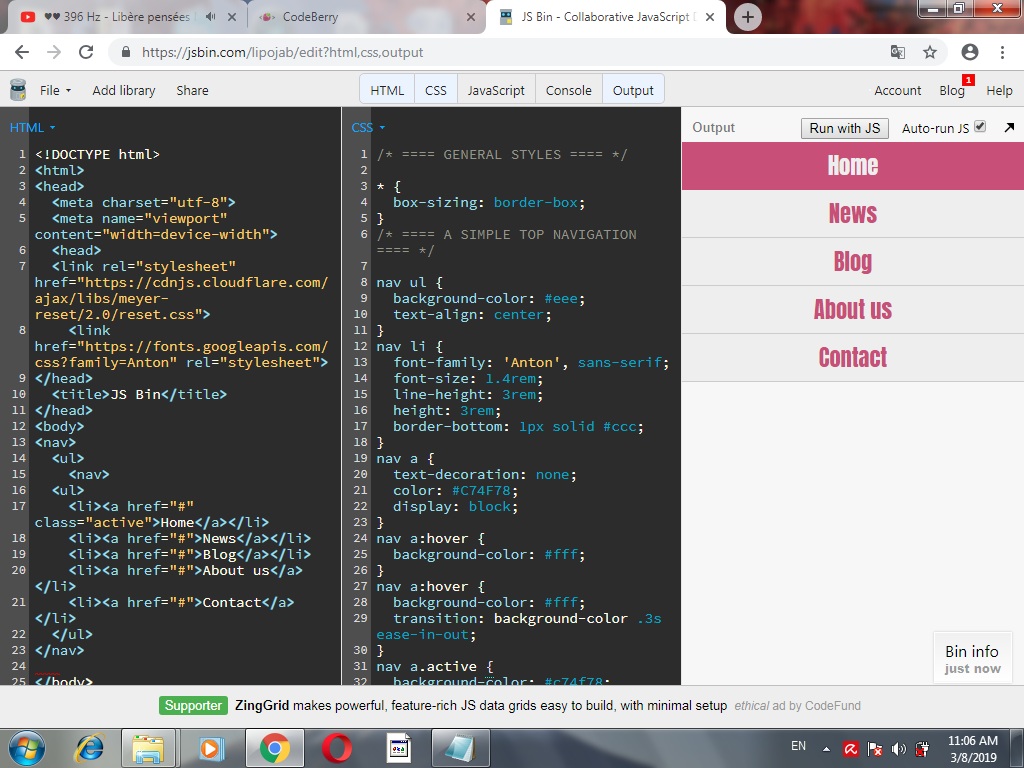 ♥♥ 396 Hz - Libère pensées
CodeBerry
JS Bin - Collaborative JavaScript
https://jsbin.com/lipojab/edit?html,css,output
File
Add library
Share
HTML
CSS
JavaScript
Console
Output
Account
Blog
1
Help
HTML
1 <!DOCTYPE html>
2 <html>
3 <head>
4 <meta charset="utf-8">
5 <meta name="viewport"
content="width=device-width">
6 <head>
7 <link rel="stylesheet"
href="https://cdnjs.cloudflare.com/
ajax/libs/meyer-
reset/2.0/reset.css">
8 <link
href="https://fonts.googleapis.com/
css?family=Anton" rel="stylesheet">
9 </head>
10 <title>JS Bin</title>
11 </head>
12 <body>
13 <nav>
14 <ul>
15 <nav>
16 <ul>
17 <li><a href="#"
class="active">Home</a></li>
18 <li><a href="#">News</a></li>
19 <li><a href="#">Blog</a></li>
20 <li><a href="#">About us</a>
</li>
21 <li><a href="#">Contact</a>
</li>
22 </ul>
23 </nav>
24
25 </body>
CSS
1 /* ==== GENERAL STYLES ==== */
2
3 * {
4 box-sizing: border-box;
5 }
6 /* ==== A SIMPLE TOP NAVIGATION
==== */
7
8 nav ul {
9 background-color: #eee;
10 text-align: center;
11 }
12 nav li {
13 font-family: 'Anton', sans-serif;
14 font-size: 1.4rem;
15 line-height: 3rem;
16 height: 3rem;
17 border-bottom: 1px solid #ccc;
18 }
19 nav a {
20 text-decoration: none;
21 color: #C74F78;
22 display: block;
23 }
24 nav a:hover {
25 background-color: #fff;
26 }
27 nav a:hover {
28 background-color: #fff;
29 transition: background-color .3s
ease-in-out;
30 }
31 nav a.active {
32 background-color: #c74f78;
Output
Run with JS
Auto-run JS
Home
News
Blog
About us
Contact
Bin info
just now
Supporter ZingGrid makes powerful, feature-rich JS data grids easy to build, with minimal setup ethical ad by CodeFund
EN
11:06 AM
3/8/2019